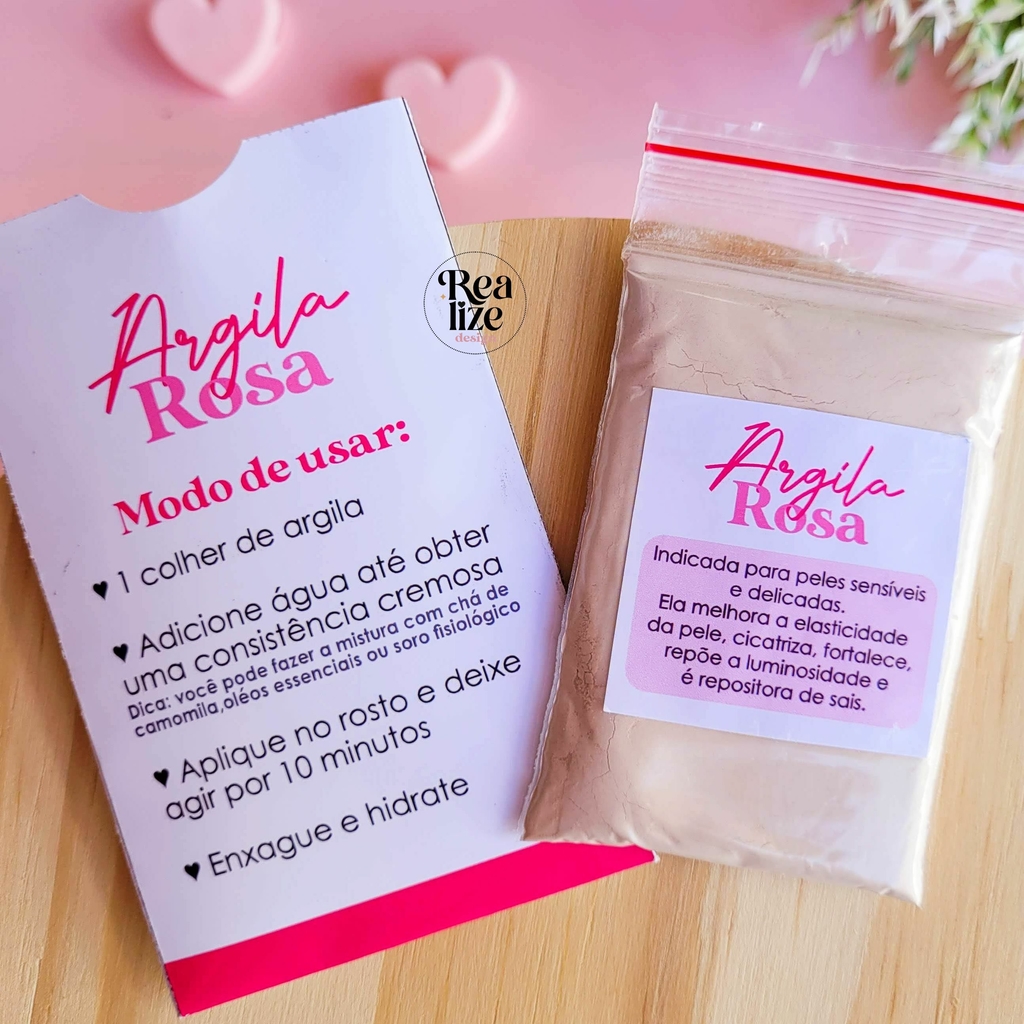 Argila
Rosa
Modo de usar:
♥ 1 colher de argila
♥ Adicione água até obter
uma consistência cremosa
Dica: você pode fazer a mistura com chá de
camomila,oléos essenciais ou soro fisiológico
♥ Aplique no rosto e deixe
agir por 10 minutos
♥ Enxague e hidrate
Rea
lize
design
Argila
Rosa
Indicada para peles sensíveis
e delicadas.
Ela melhora a elasticidade
da pele, cicatriza, fortalece,
repõe a luminosidade e
é repositora de sais.